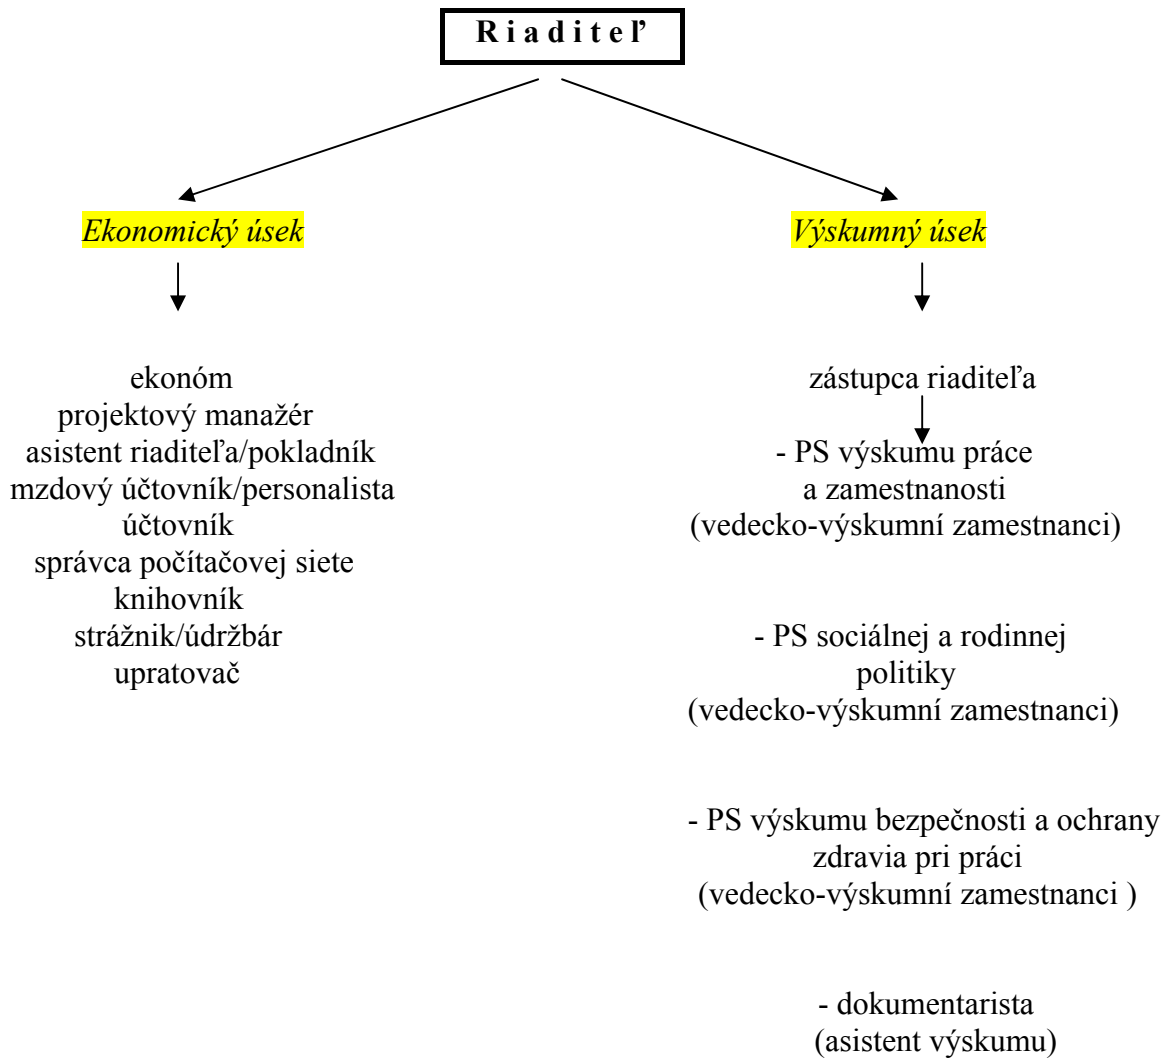 R i a d i t e ľ
Ekonomický úsek
ekonóm
projektový manažér
asistent riaditeľa/pokladník
mzdový účtovník/personalista
účtovník
správca počítačovej siete
knihovník
strážnik/údržbár
upratovač
Výskumný úsek
zástupca riaditeľa
- PS výskumu práce
a zamestnanosti
(vedecko-výskumní zamestnanci)
- PS sociálnej a rodinnej
politiky
(vedecko-výskumní zamestnanci)
- PS výskumu bezpečnosti a ochrany
zdravia pri práci
(vedecko-výskumní zamestnanci )
- dokumentarista
(asistent výskumu)